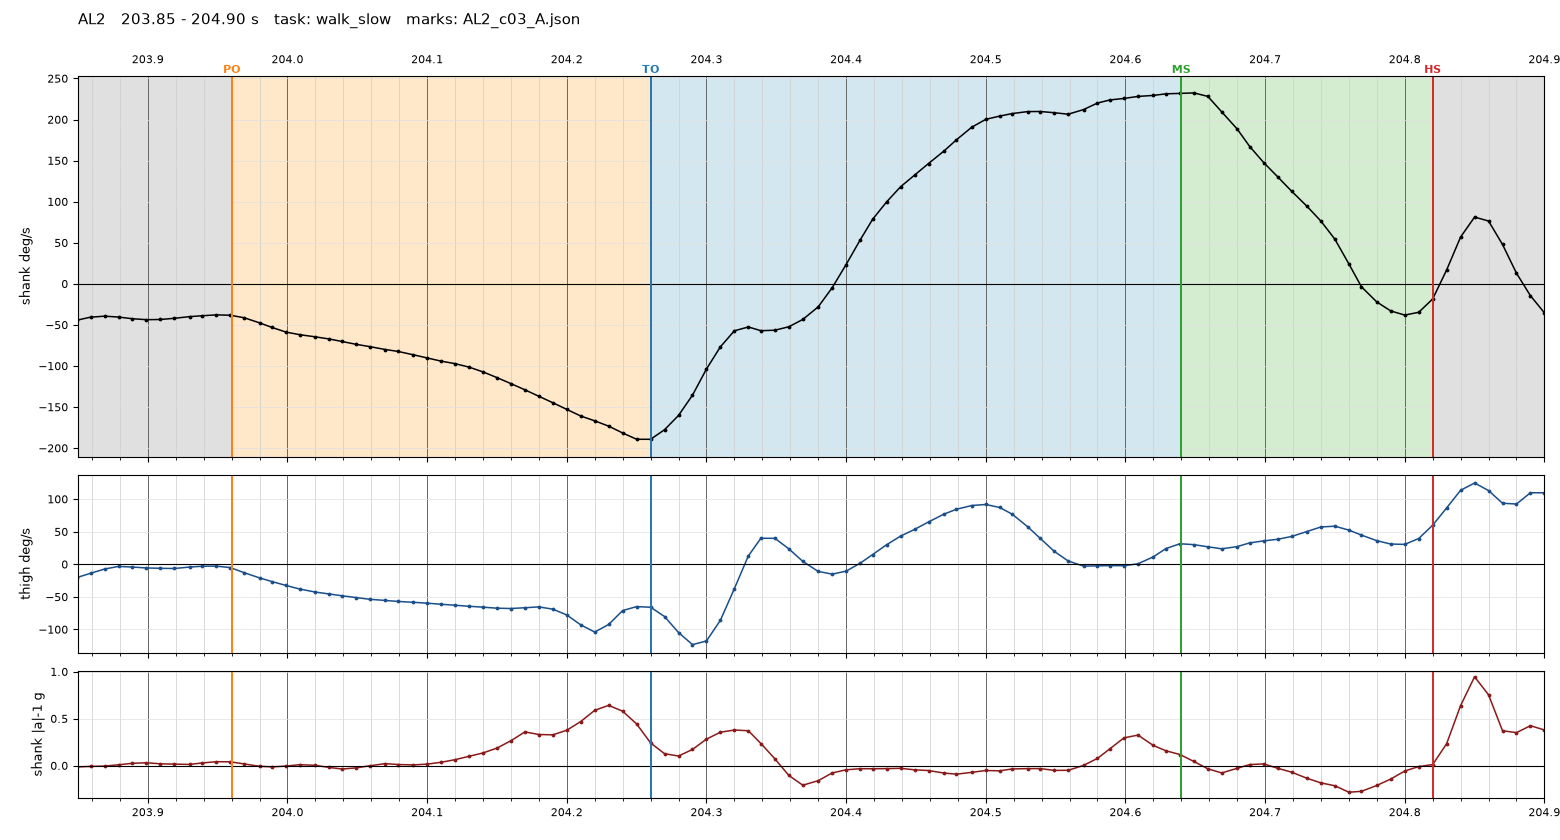 AL2   203.85 - 204.90 s   task: walk_slow   marks: AL2_c03_A.json
203.9 204.0 204.1 204.2 204.3 204.4 204.5 204.6 204.7 204.8 204.9
PO TO MS HS
250
200
150
100
50
0
−50
−100
−150
−200
shank deg/s
100
50
0
−50
−100
thigh deg/s
1.0
0.5
0.0
shank |a|-1 g
203.9 204.0 204.1 204.2 204.3 204.4 204.5 204.6 204.7 204.8 204.9